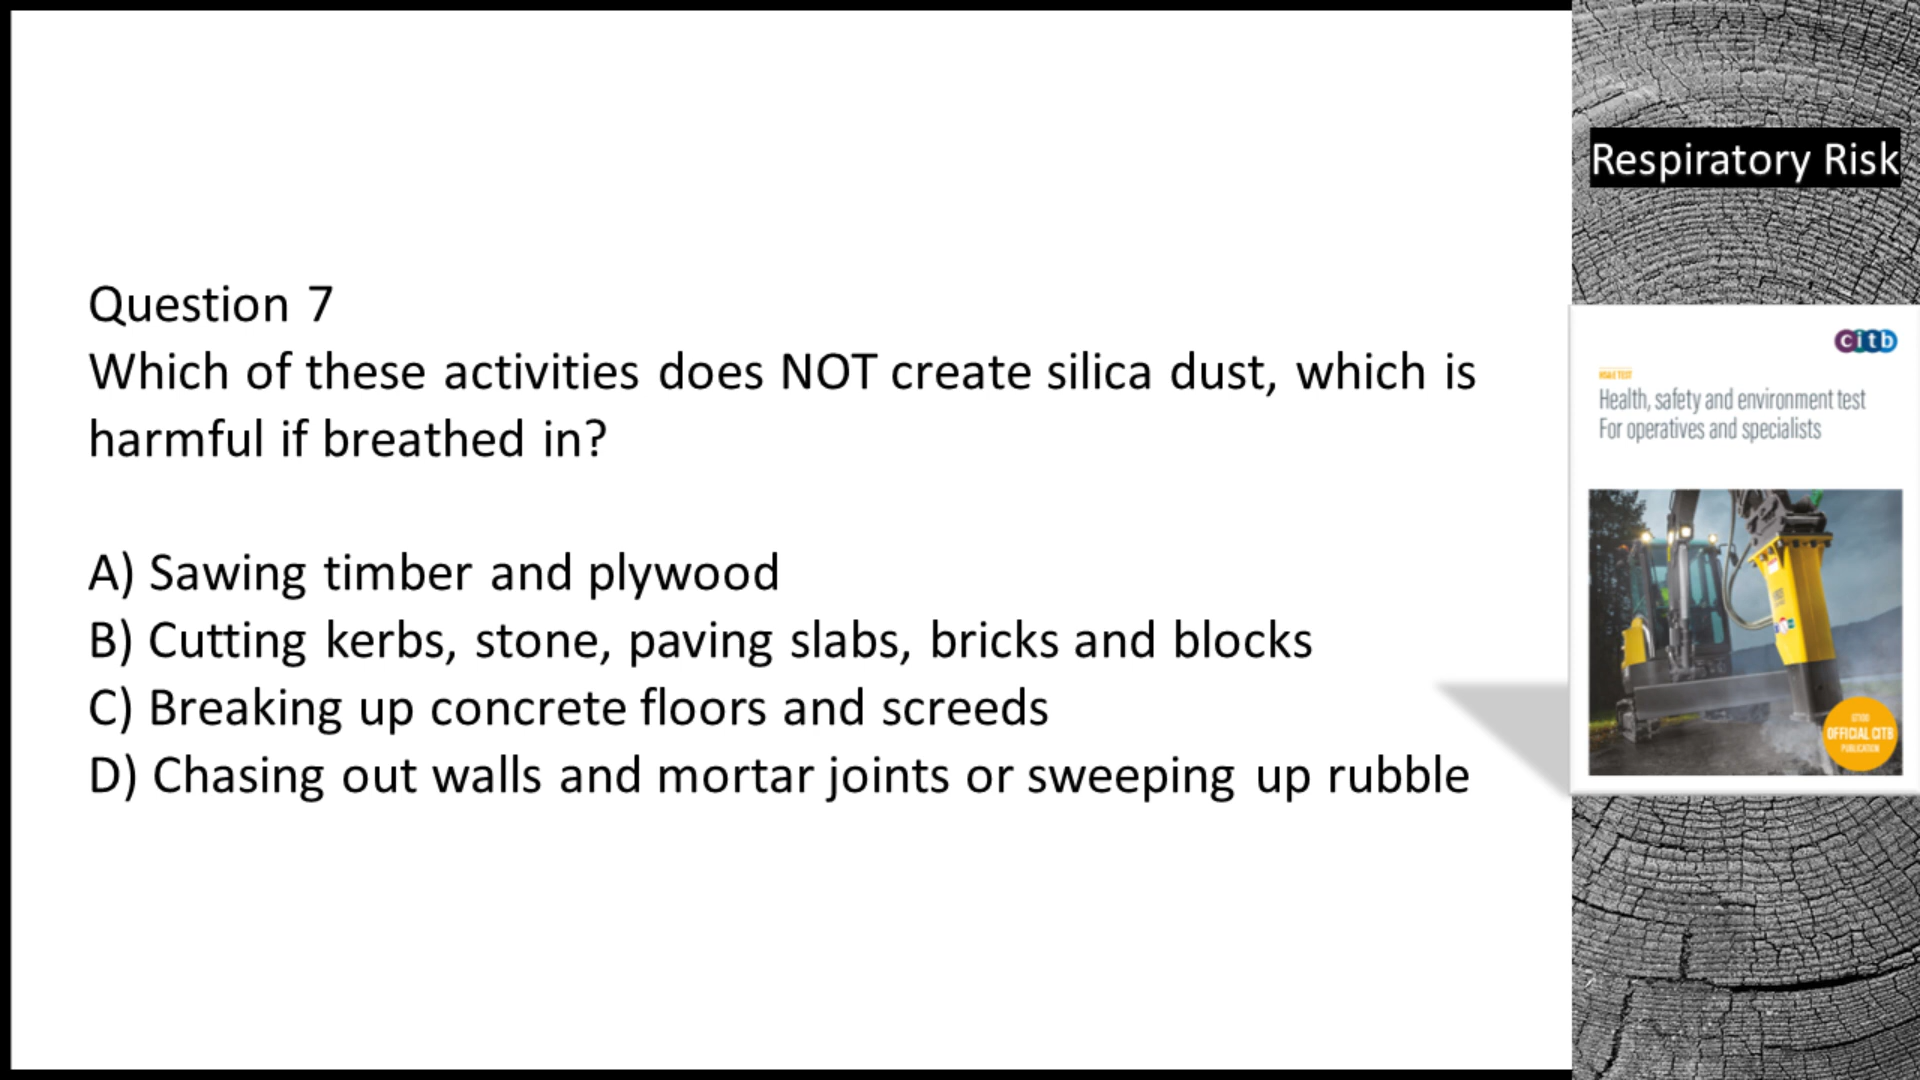 Respiratory Risk
Question 7
Which of these activities does NOT create silica dust, which is
harmful if breathed in?
A) Sawing timber and plywood
B) Cutting kerbs, stone, paving slabs, bricks and blocks
C) Breaking up concrete floors and screeds
D) Chasing out walls and mortar joints or sweeping up rubble
citb
HS&E TEST
Health, safety and environment test
For operatives and specialists
OFFICIAL CITB
PUBLICATION